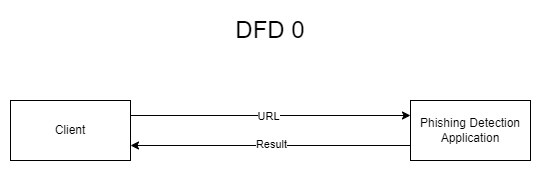 DFD 0
URL
Client
Phishing Detection
Application
Result